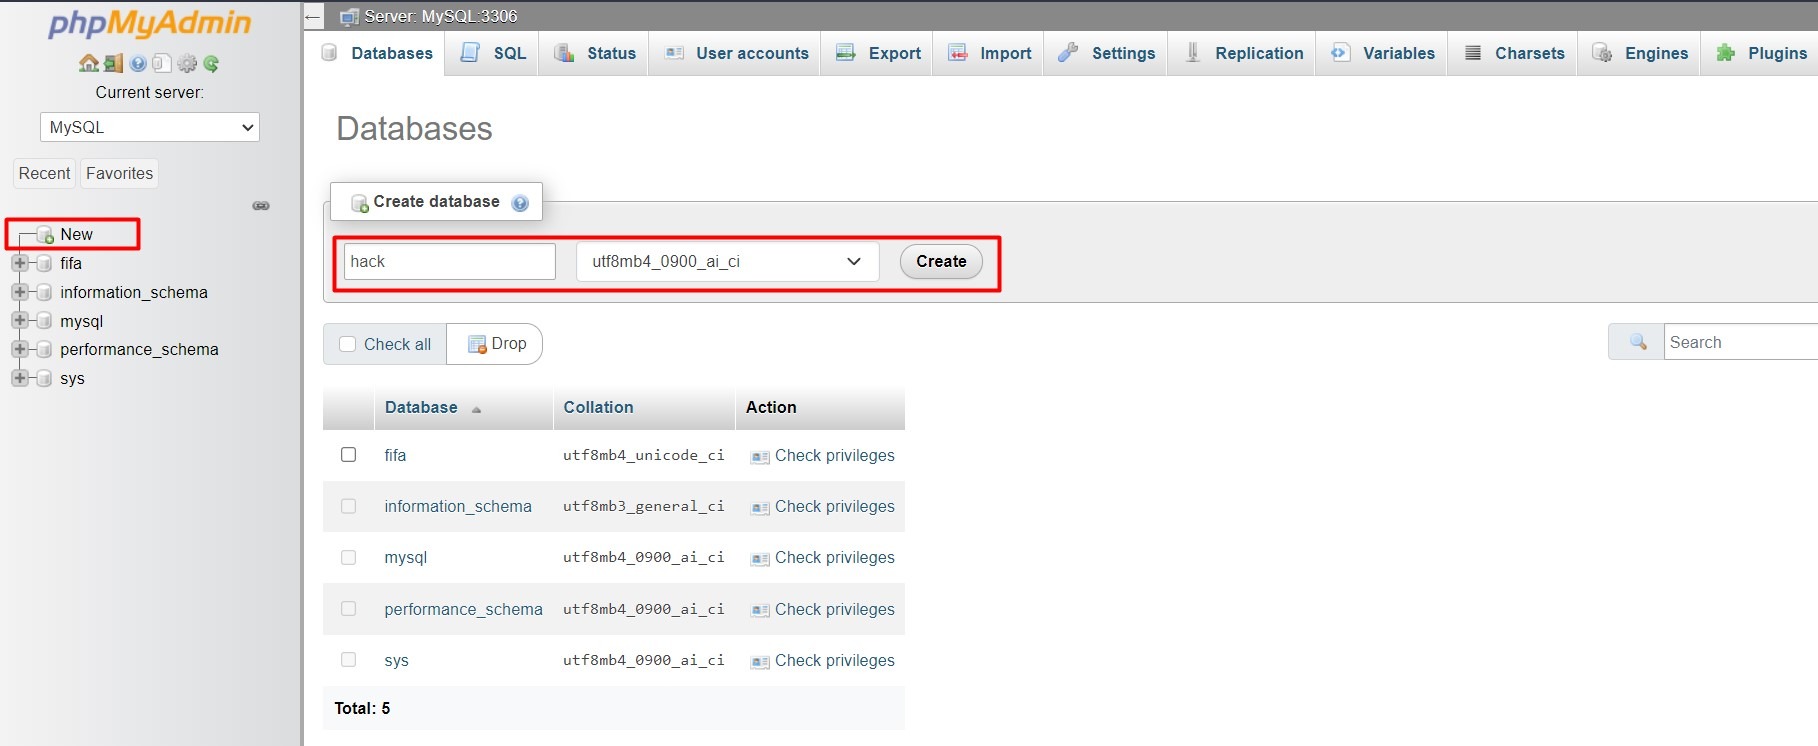 phpMyAdmin
Current server:
MySQL
Recent Favorites
New
fifa
information_schema
mysql
performance_schema
sys
Server: MySQL:3306
Databases SQL Status User accounts Export Import Settings Replication Variables Charsets Engines Plugins
Databases
Create database
hack utf8mb4_0900_ai_ci Create
Check all Drop Search
Database Collation Action
fifa utf8mb4_unicode_ci Check privileges
information_schema utf8mb3_general_ci Check privileges
mysql utf8mb4_0900_ai_ci Check privileges
performance_schema utf8mb4_0900_ai_ci Check privileges
sys utf8mb4_0900_ai_ci Check privileges
Total: 5